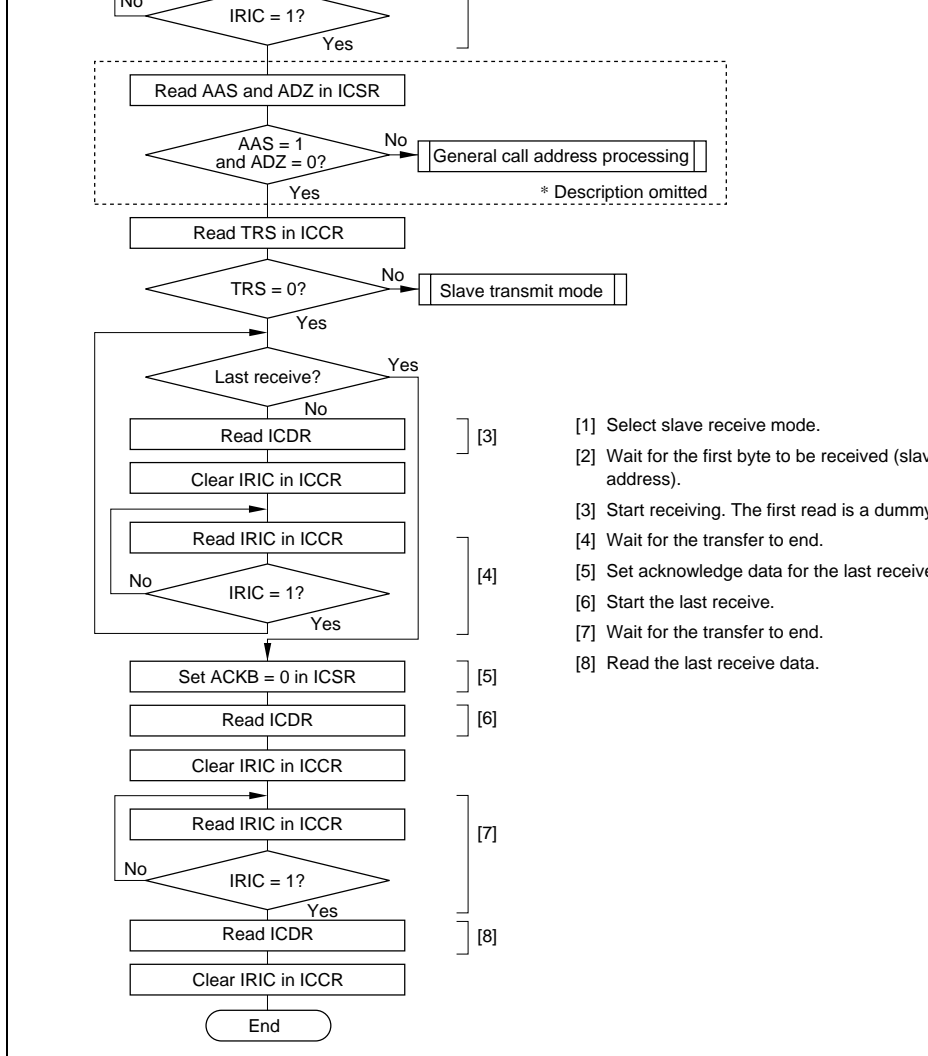 No
IRIC = 1?
Yes
Read AAS and ADZ in ICSR
AAS = 1
and ADZ = 0?
No
General call address processing
Yes
* Description omitted
Read TRS in ICCR
TRS = 0?
No
Slave transmit mode
Yes
Last receive?
Yes
No
Read ICDR
[3]
Clear IRIC in ICCR
Read IRIC in ICCR
No
IRIC = 1?
[4]
Yes
Set ACKB = 0 in ICSR
[5]
Read ICDR
[6]
Clear IRIC in ICCR
Read IRIC in ICCR
[7]
No
IRIC = 1?
Yes
Read ICDR
[8]
Clear IRIC in ICCR
End
[1] Select slave receive mode.
[2] Wait for the first byte to be received (slav
address).
[3] Start receiving. The first read is a dummy
[4] Wait for the transfer to end.
[5] Set acknowledge data for the last receive
[6] Start the last receive.
[7] Wait for the transfer to end.
[8] Read the last receive data.